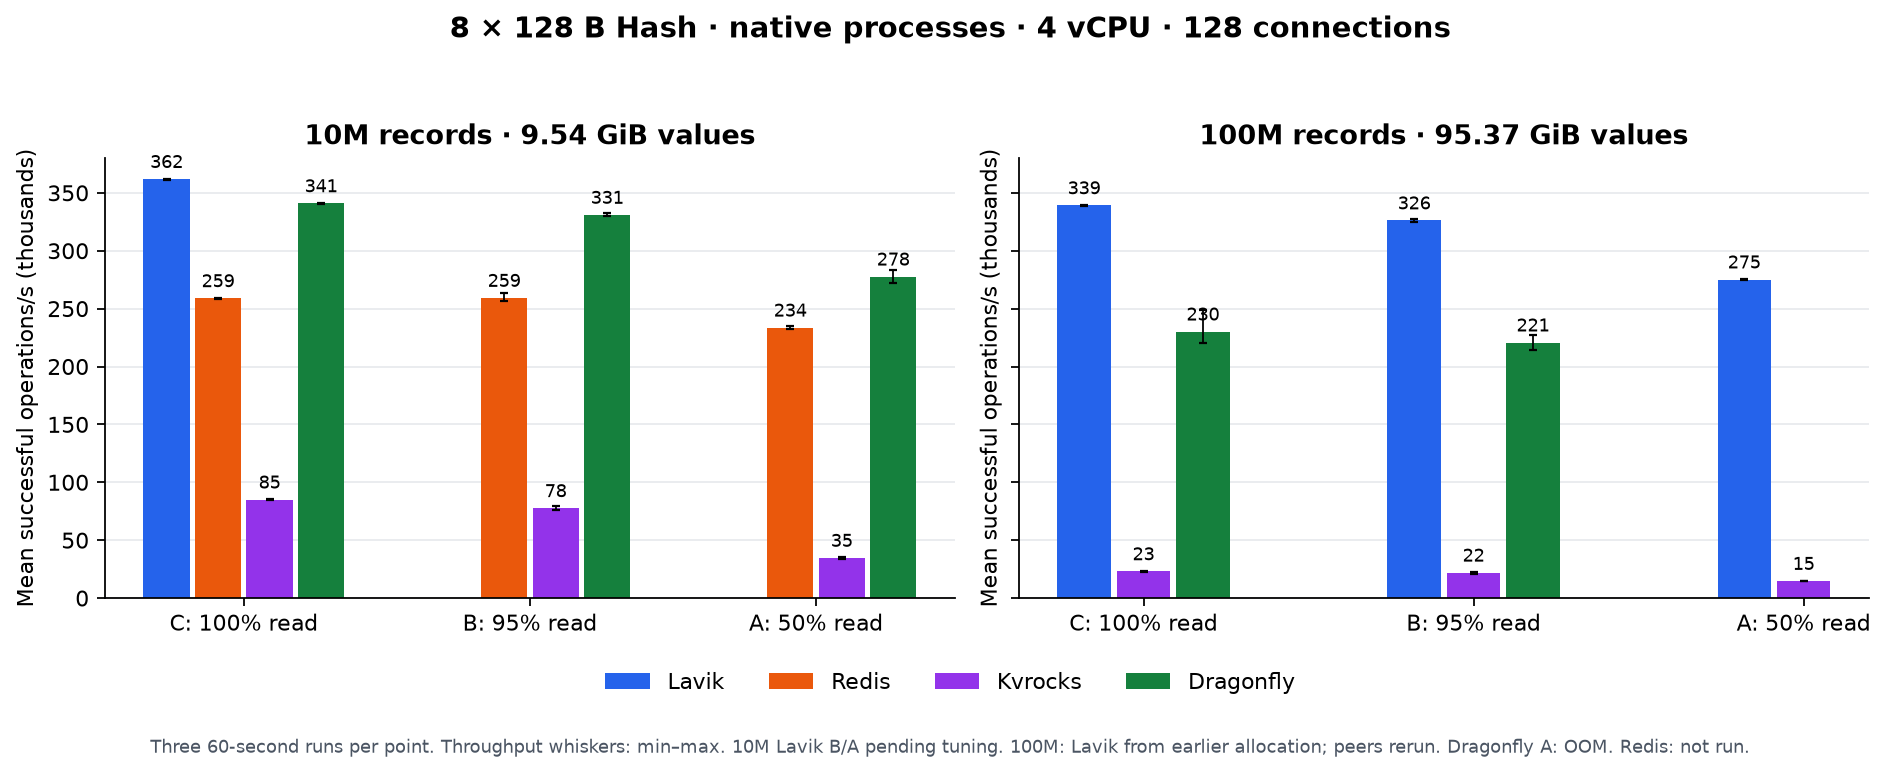 8 × 128 B Hash · native processes · 4 vCPU · 128 connections
10M records · 9.54 GiB values
Mean successful operations/s (thousands)
350
300
250
200
150
100
50
0
362
259
85
341
259
78
331
234
35
278
C: 100% read
B: 95% read
A: 50% read
100M records · 95.37 GiB values
Mean successful operations/s (thousands)
339
23
230
326
22
221
275
15
C: 100% read
B: 95% read
A: 50% read
Lavik
Redis
Kvrocks
Dragonfly
Three 60-second runs per point. Throughput whiskers: min–max. 10M Lavik B/A pending tuning. 100M: Lavik from earlier allocation; peers rerun. Dragonfly A: OOM. Redis: not run.